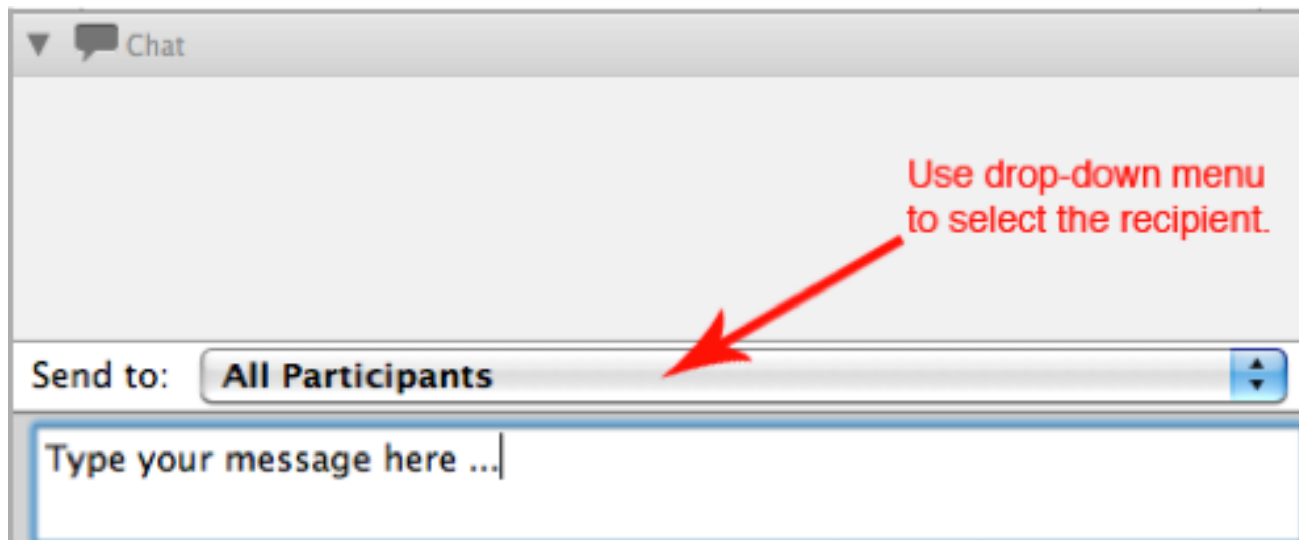 Chat
Use drop-down menu
to select the recipient.
Send to: All Participants
Type your message here ...